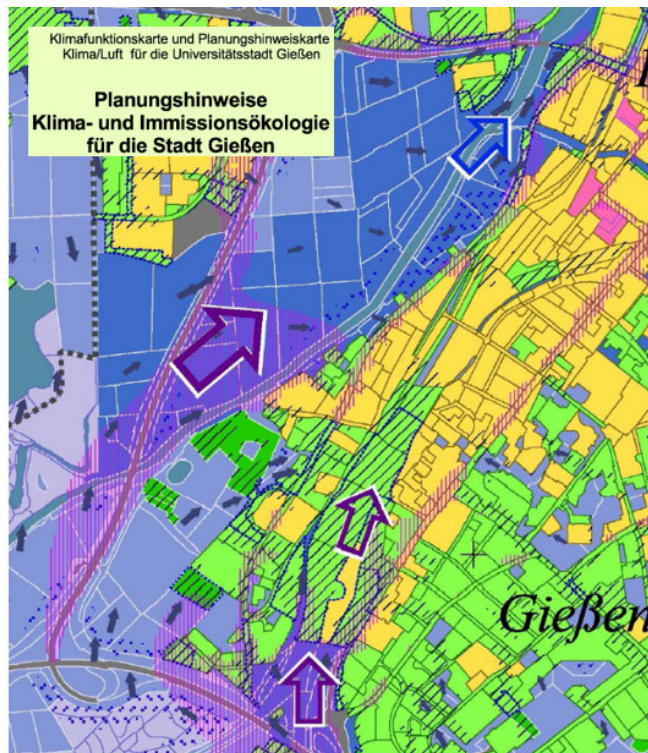 Klimafunktionskarte und Planungshinweiskarte
Klima/Luft für die Universitätsstadt Gießen
Planungshinweise
Klima- und Immissionsökologie
für die Stadt Gießen
Gießen